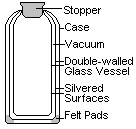 Stopper
Case
Vacuum
Double-walled
Glass Vessel
Silvered
Surfaces
Felt Pads